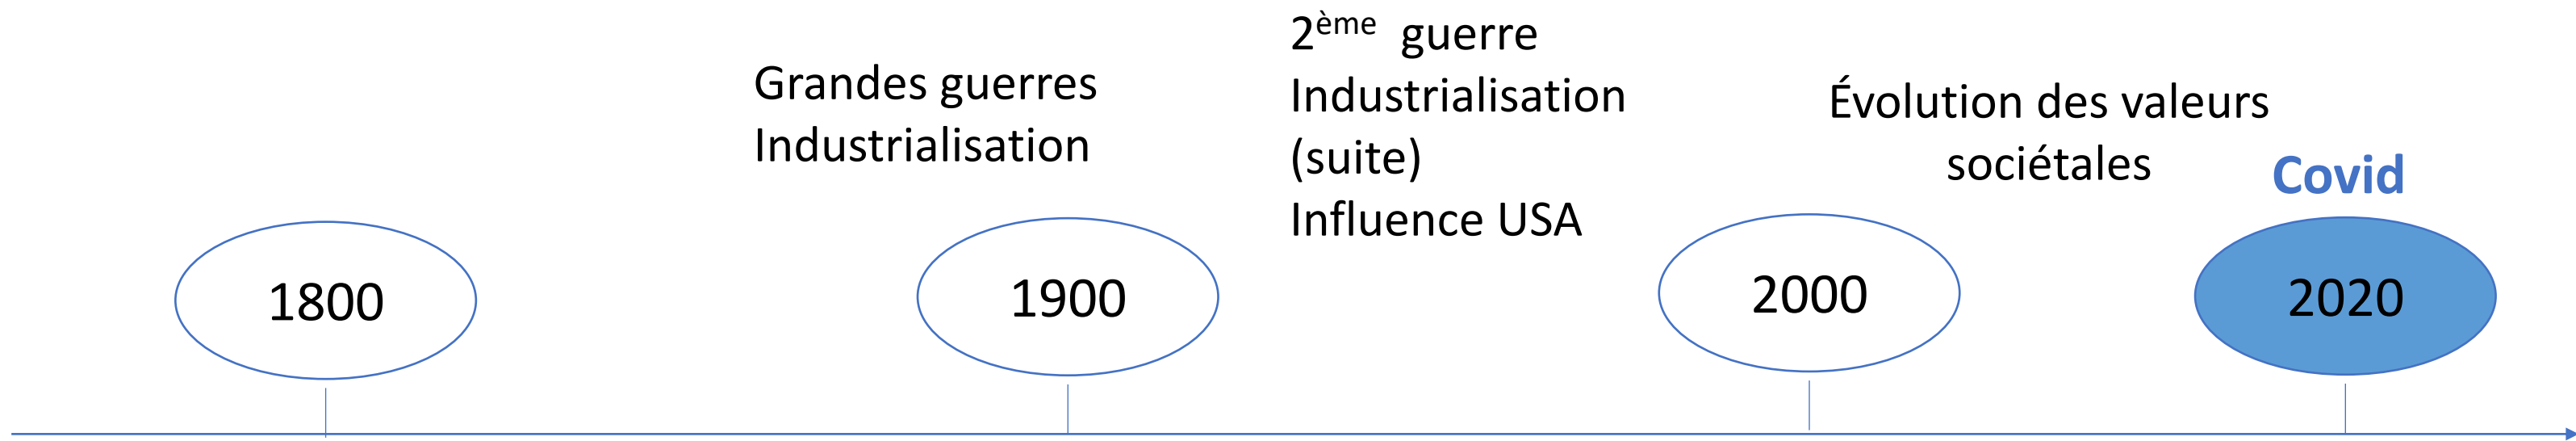 Grandes guerres
Industrialisation
2ème guerre
Industrialisation
(suite)
Influence USA
Évolution des valeurs
sociétales
Covid
1800
1900
2000
2020